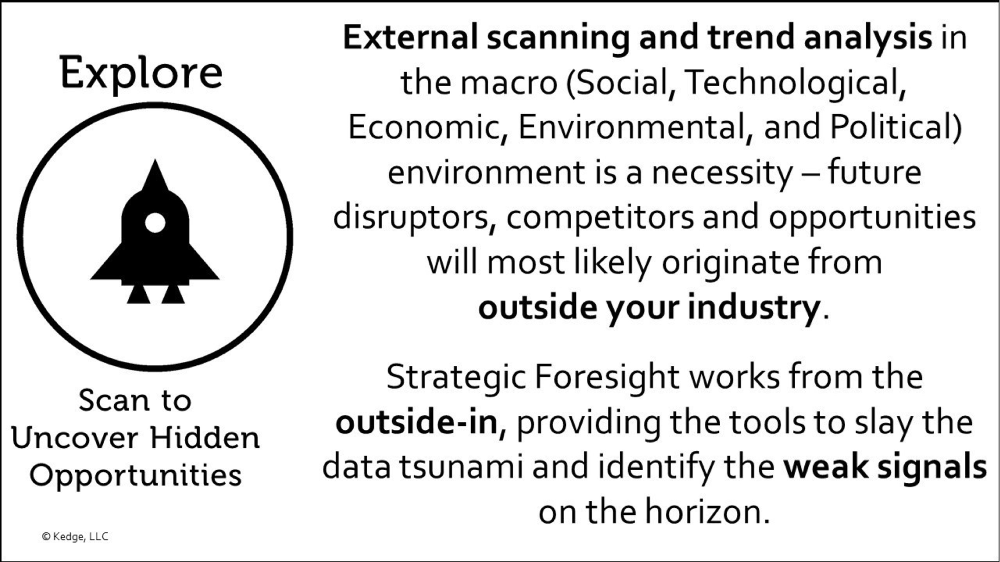 Explore
Scan to
Uncover Hidden
Opportunities
© Kedge, LLC
External scanning and trend analysis in
the macro (Social, Technological,
Economic, Environmental, and Political)
environment is a necessity – future
disruptors, competitors and opportunities
will most likely originate from
outside your industry.
Strategic Foresight works from the
outside-in, providing the tools to slay the
data tsunami and identify the weak signals
on the horizon.